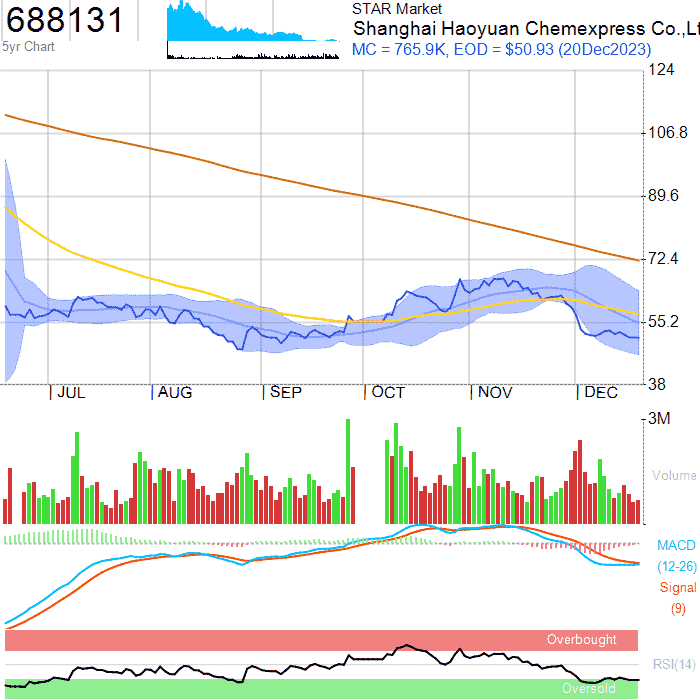 688131
5yr Chart
STAR Market
Shanghai Haoyuan Chemexpress Co.,Lt
MC = 765.9K, EOD = $50.93 (20Dec2023)
124
106.8
89.6
72.4
55.2
38
JUL
AUG
SEP
OCT
NOV
DEC
3M
Volume
MACD
(12-26)
Signal
(9)
Overbought
RSI(14)
Oversold